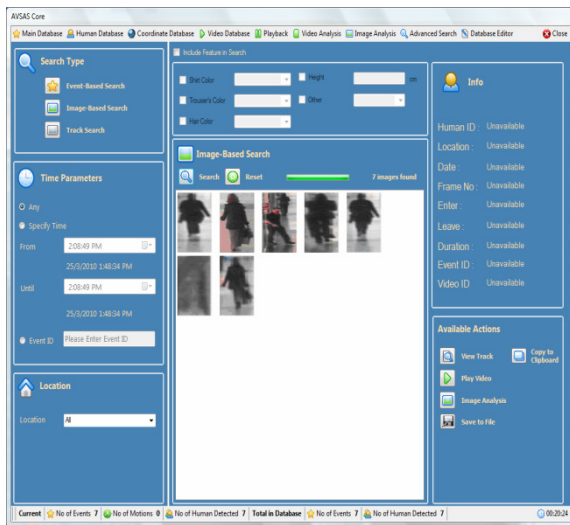 AVSAS Core
Main Database Human Database Coordinate Database Video Database Playback Video Analysis Image Analysis Advanced Search Database Editor Close
Search Type
Event-Based Search
Image-Based Search
Track Search
Time Parameters
Any
Specify Time
From 2:08:49 PM
25/3/2010 1:48:34 PM
Until 2:08:49 PM
25/3/2010 1:48:34 PM
Event ID Please Enter Event ID
Location
Location All
Include Feature in Search
Shirt Color Height cm
Trouser's Color Other
Hair Color
Image-Based Search
Search Reset 7 images found
Info
Human ID : Unavailable
Location : Unavailable
Date : Unavailable
Frame No : Unavailable
Enter : Unavailable
Leave : Unavailable
Duration : Unavailable
Event ID : Unavailable
Video ID Unavailable
Available Actions
View Track Copy to Clipboard
Play Video
Image Analysis
Save to File
Current No of Events 7 No of Motions 0 No of Human Detected 7 Total in Database No of Events 7 No of Human Detected 7 00:20:24